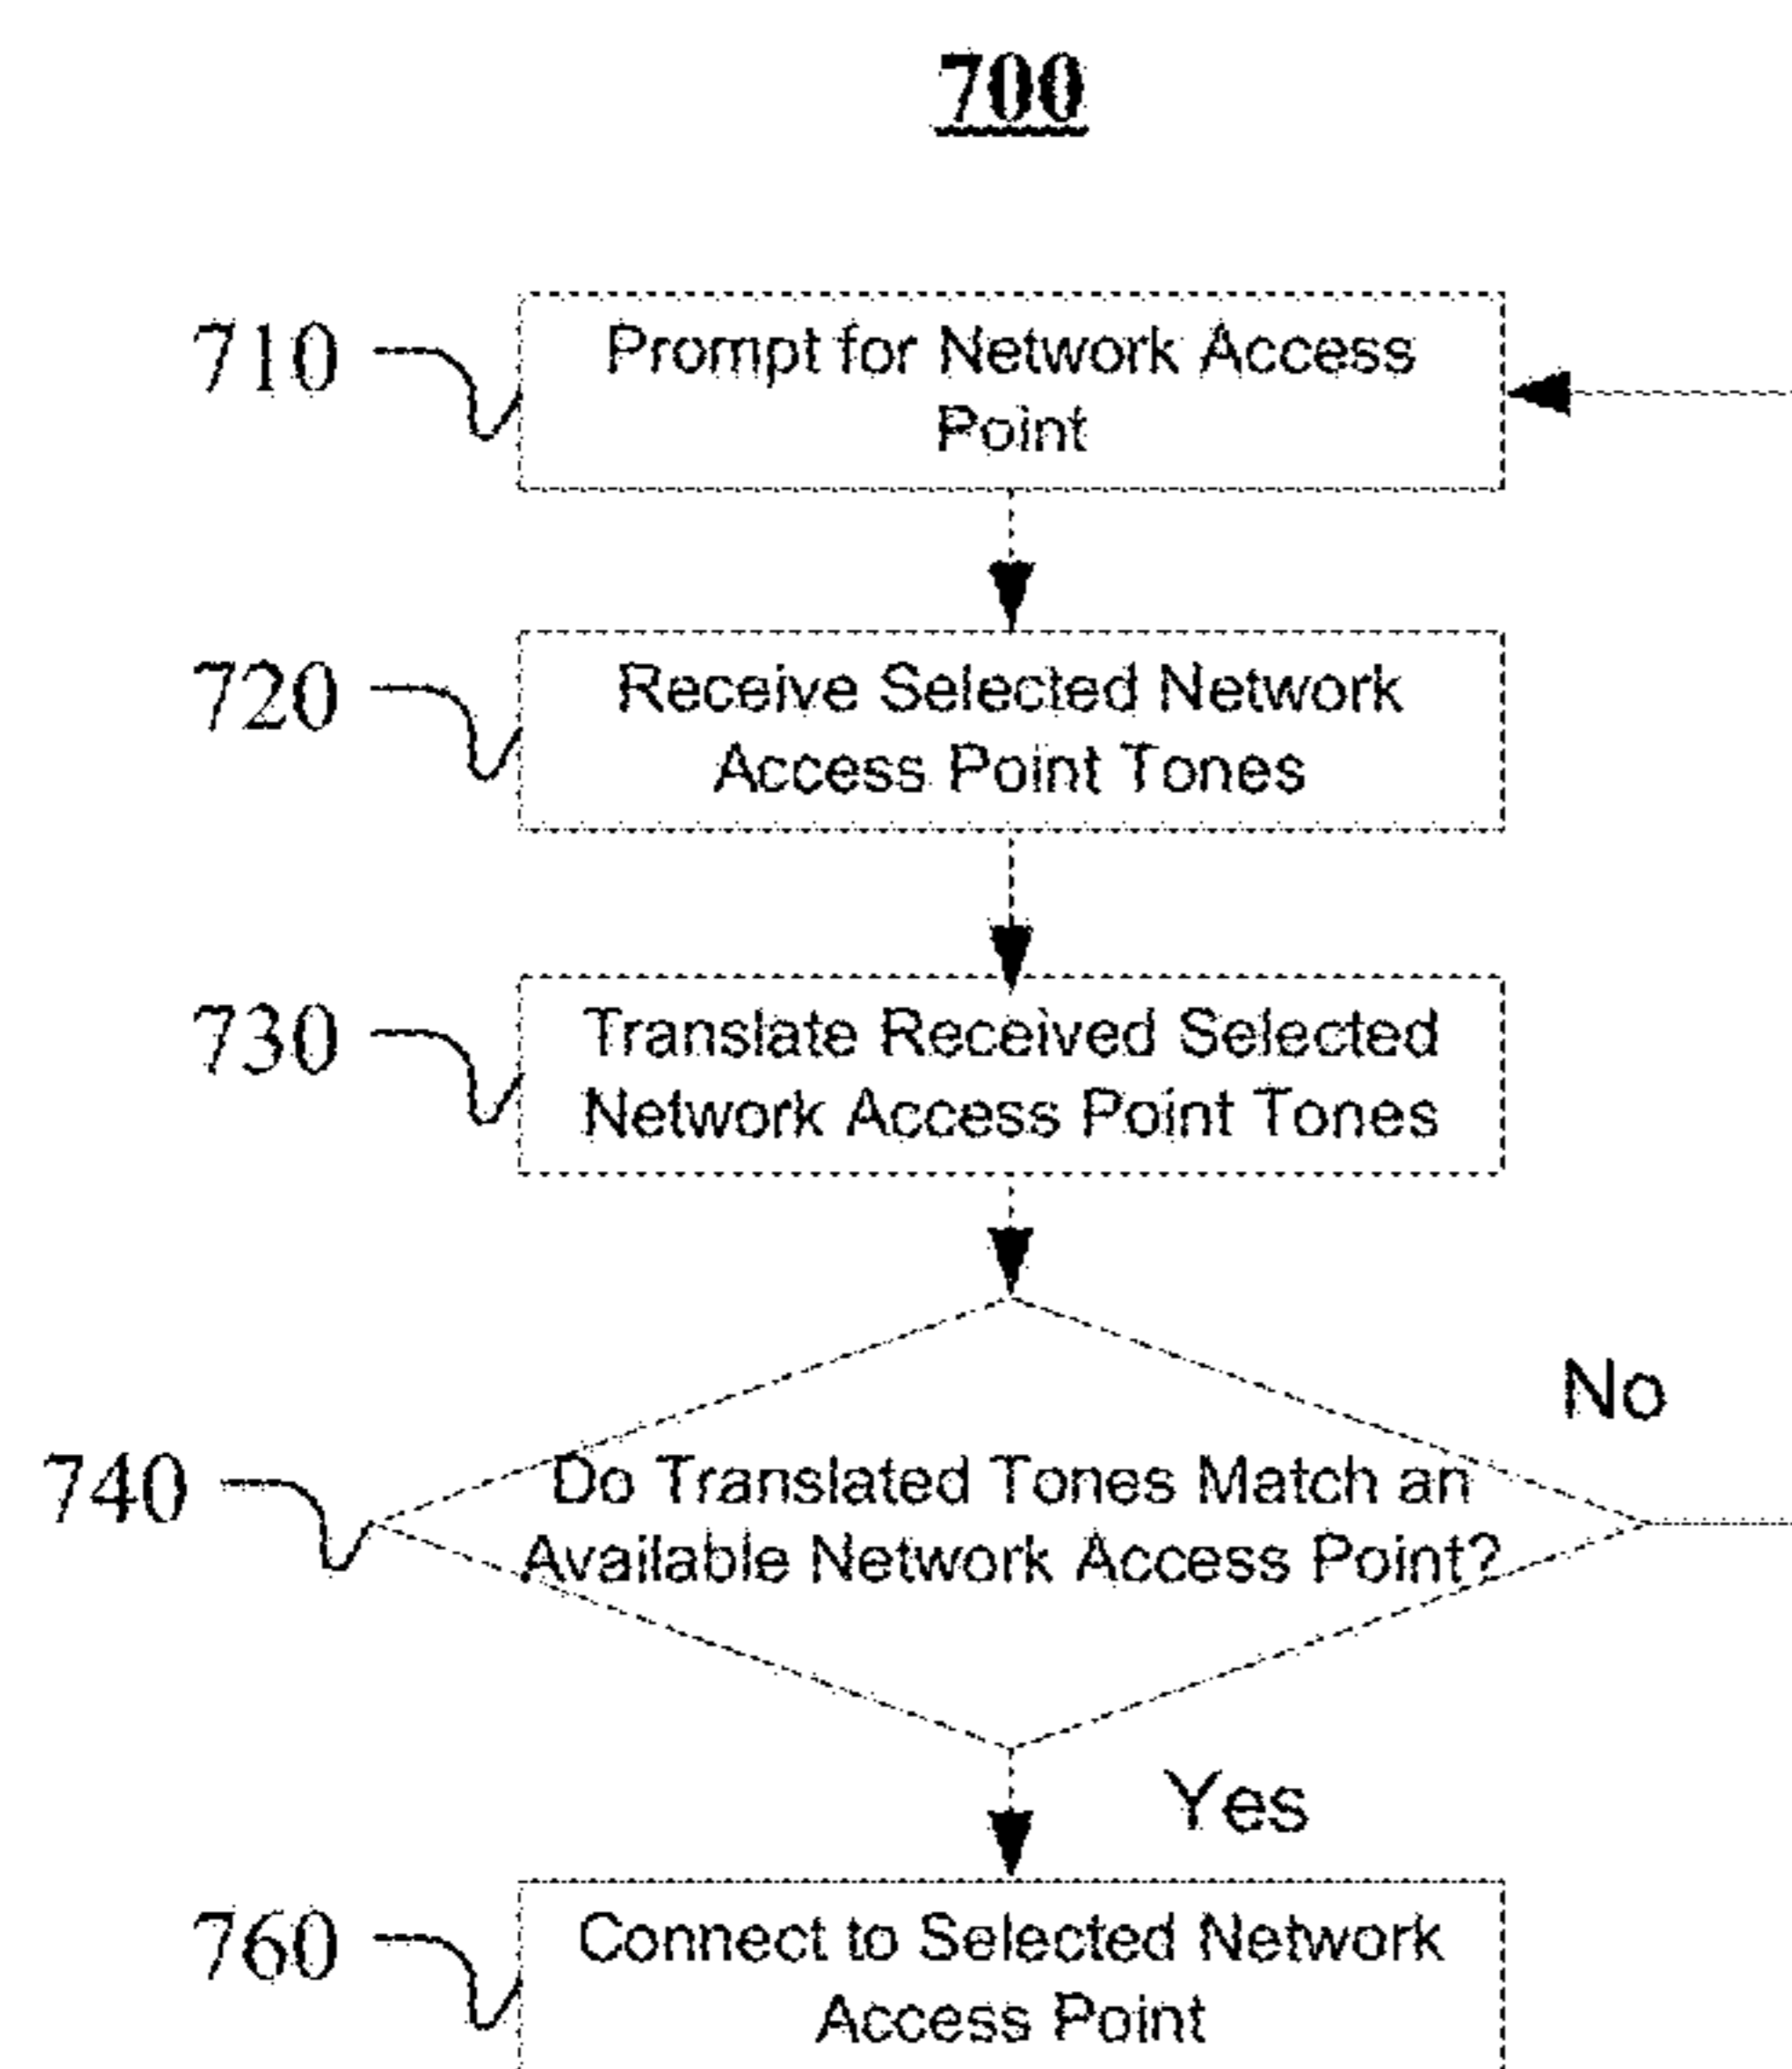 700
710
Prompt for Network Access
Point
720
Receive Selected Network
Access Point Tones
730
Translate Received Selected
Network Access Point Tones
No
740
Do Translated Tones Match an
Available Network Access Point?
Yes
760
Connect to Selected Network
Access Point